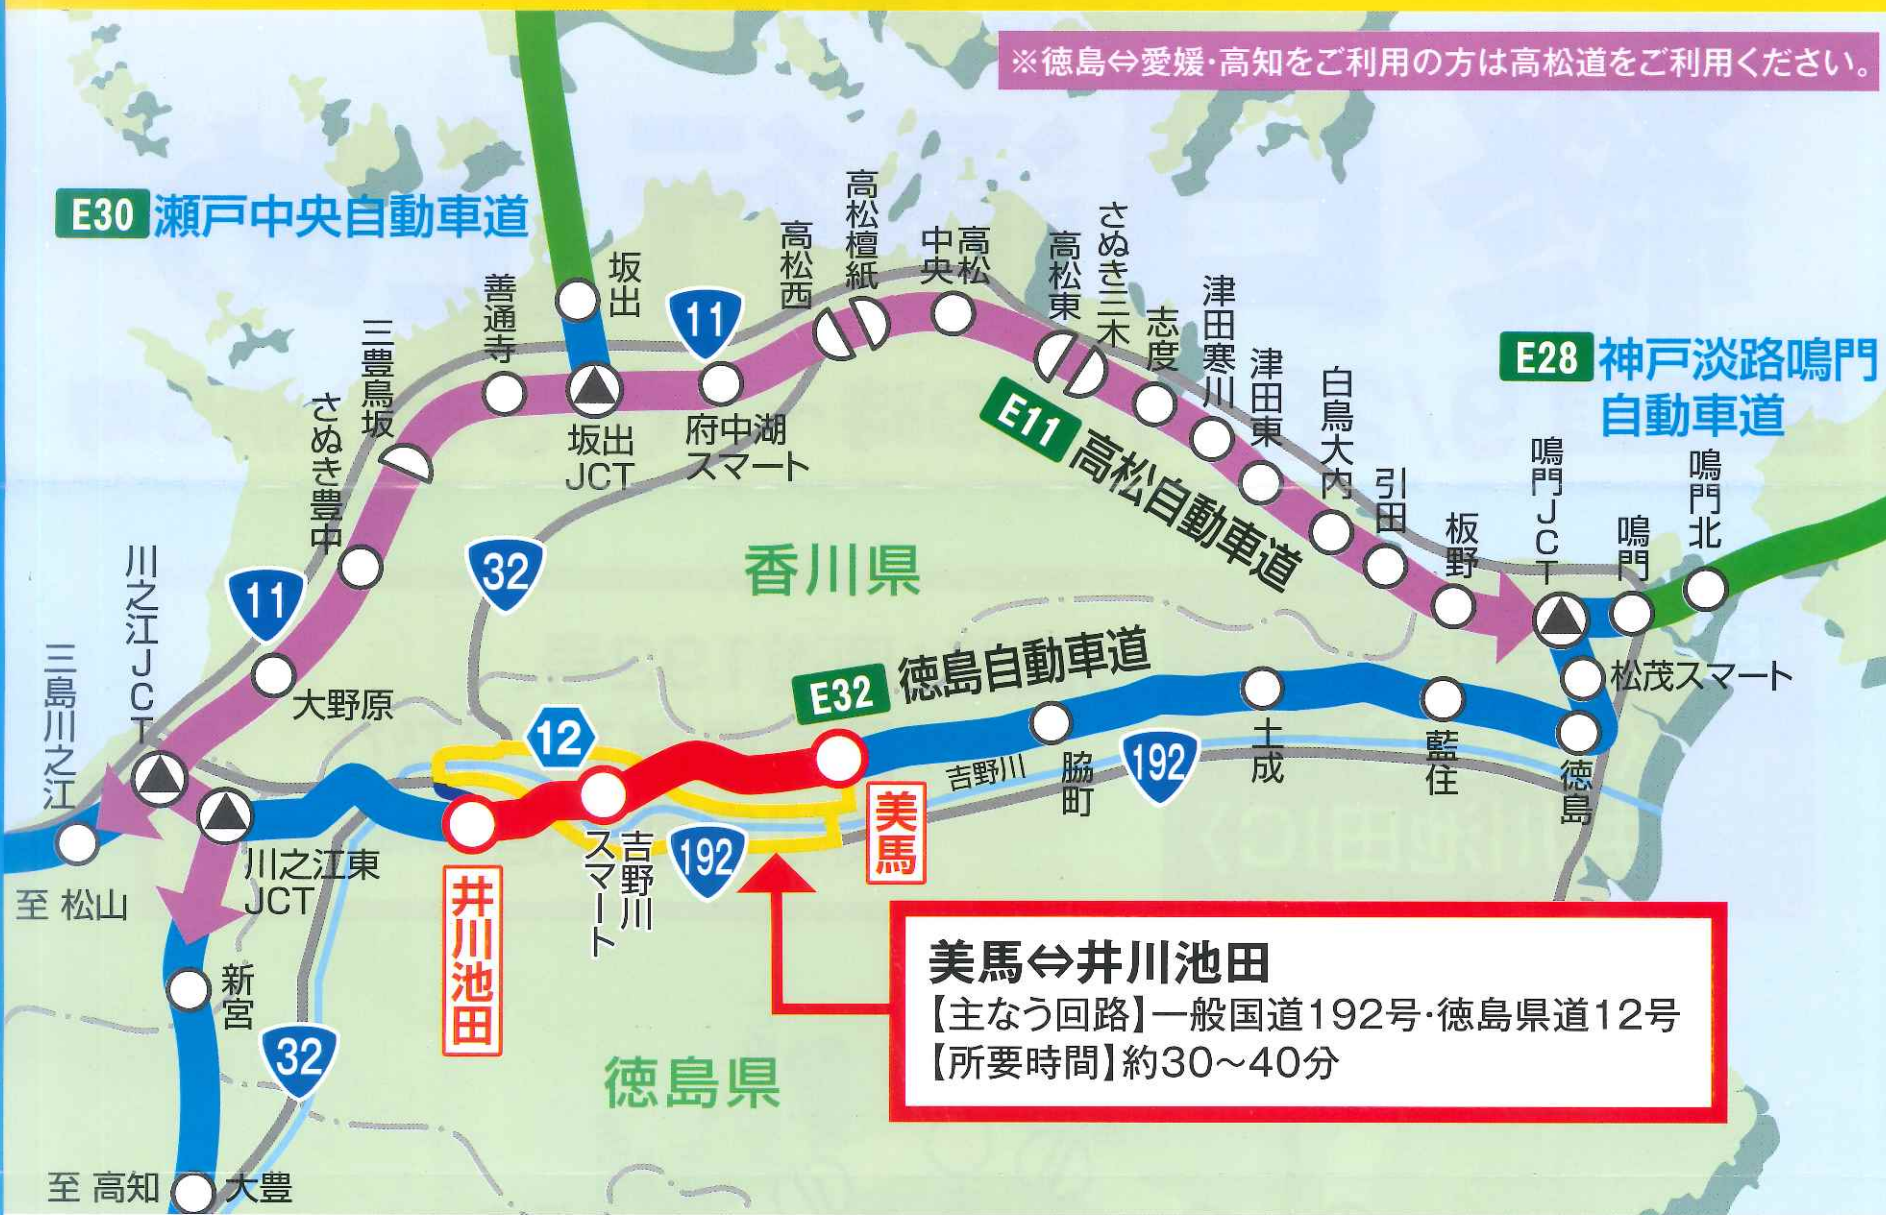 ※徳島⇔愛媛・高知をご利用の方は高松道をご利用ください。
E30 瀬戸中央自動車道
坂出
善通寺
三豊鳥坂
さぬき豊中
11
高松西
高松檀紙
高松
中央
高松東
さぬき三木
志度
津田寒川
津田東
白鳥大内
引田
板野
鳴門JCT
鳴門
鳴門北
E28 神戸淡路鳴門
自動車道
坂出
JCT
府中湖
スマート
E11 高松自動車道
32
香川県
11
川之江JCT
三島川之江
大野原
E32 徳島自動車道
松茂スマート
12
吉野川
脇町
192
土成
藍住
徳島
美馬
吉野川
スマート
192
井川池田
川之江東
JCT
至 松山
新宮
32
徳島県
至 高知
大豊
美馬⇔井川池田
【主なう回路】一般国道192号・徳島県道12号
【所要時間】約30～40分